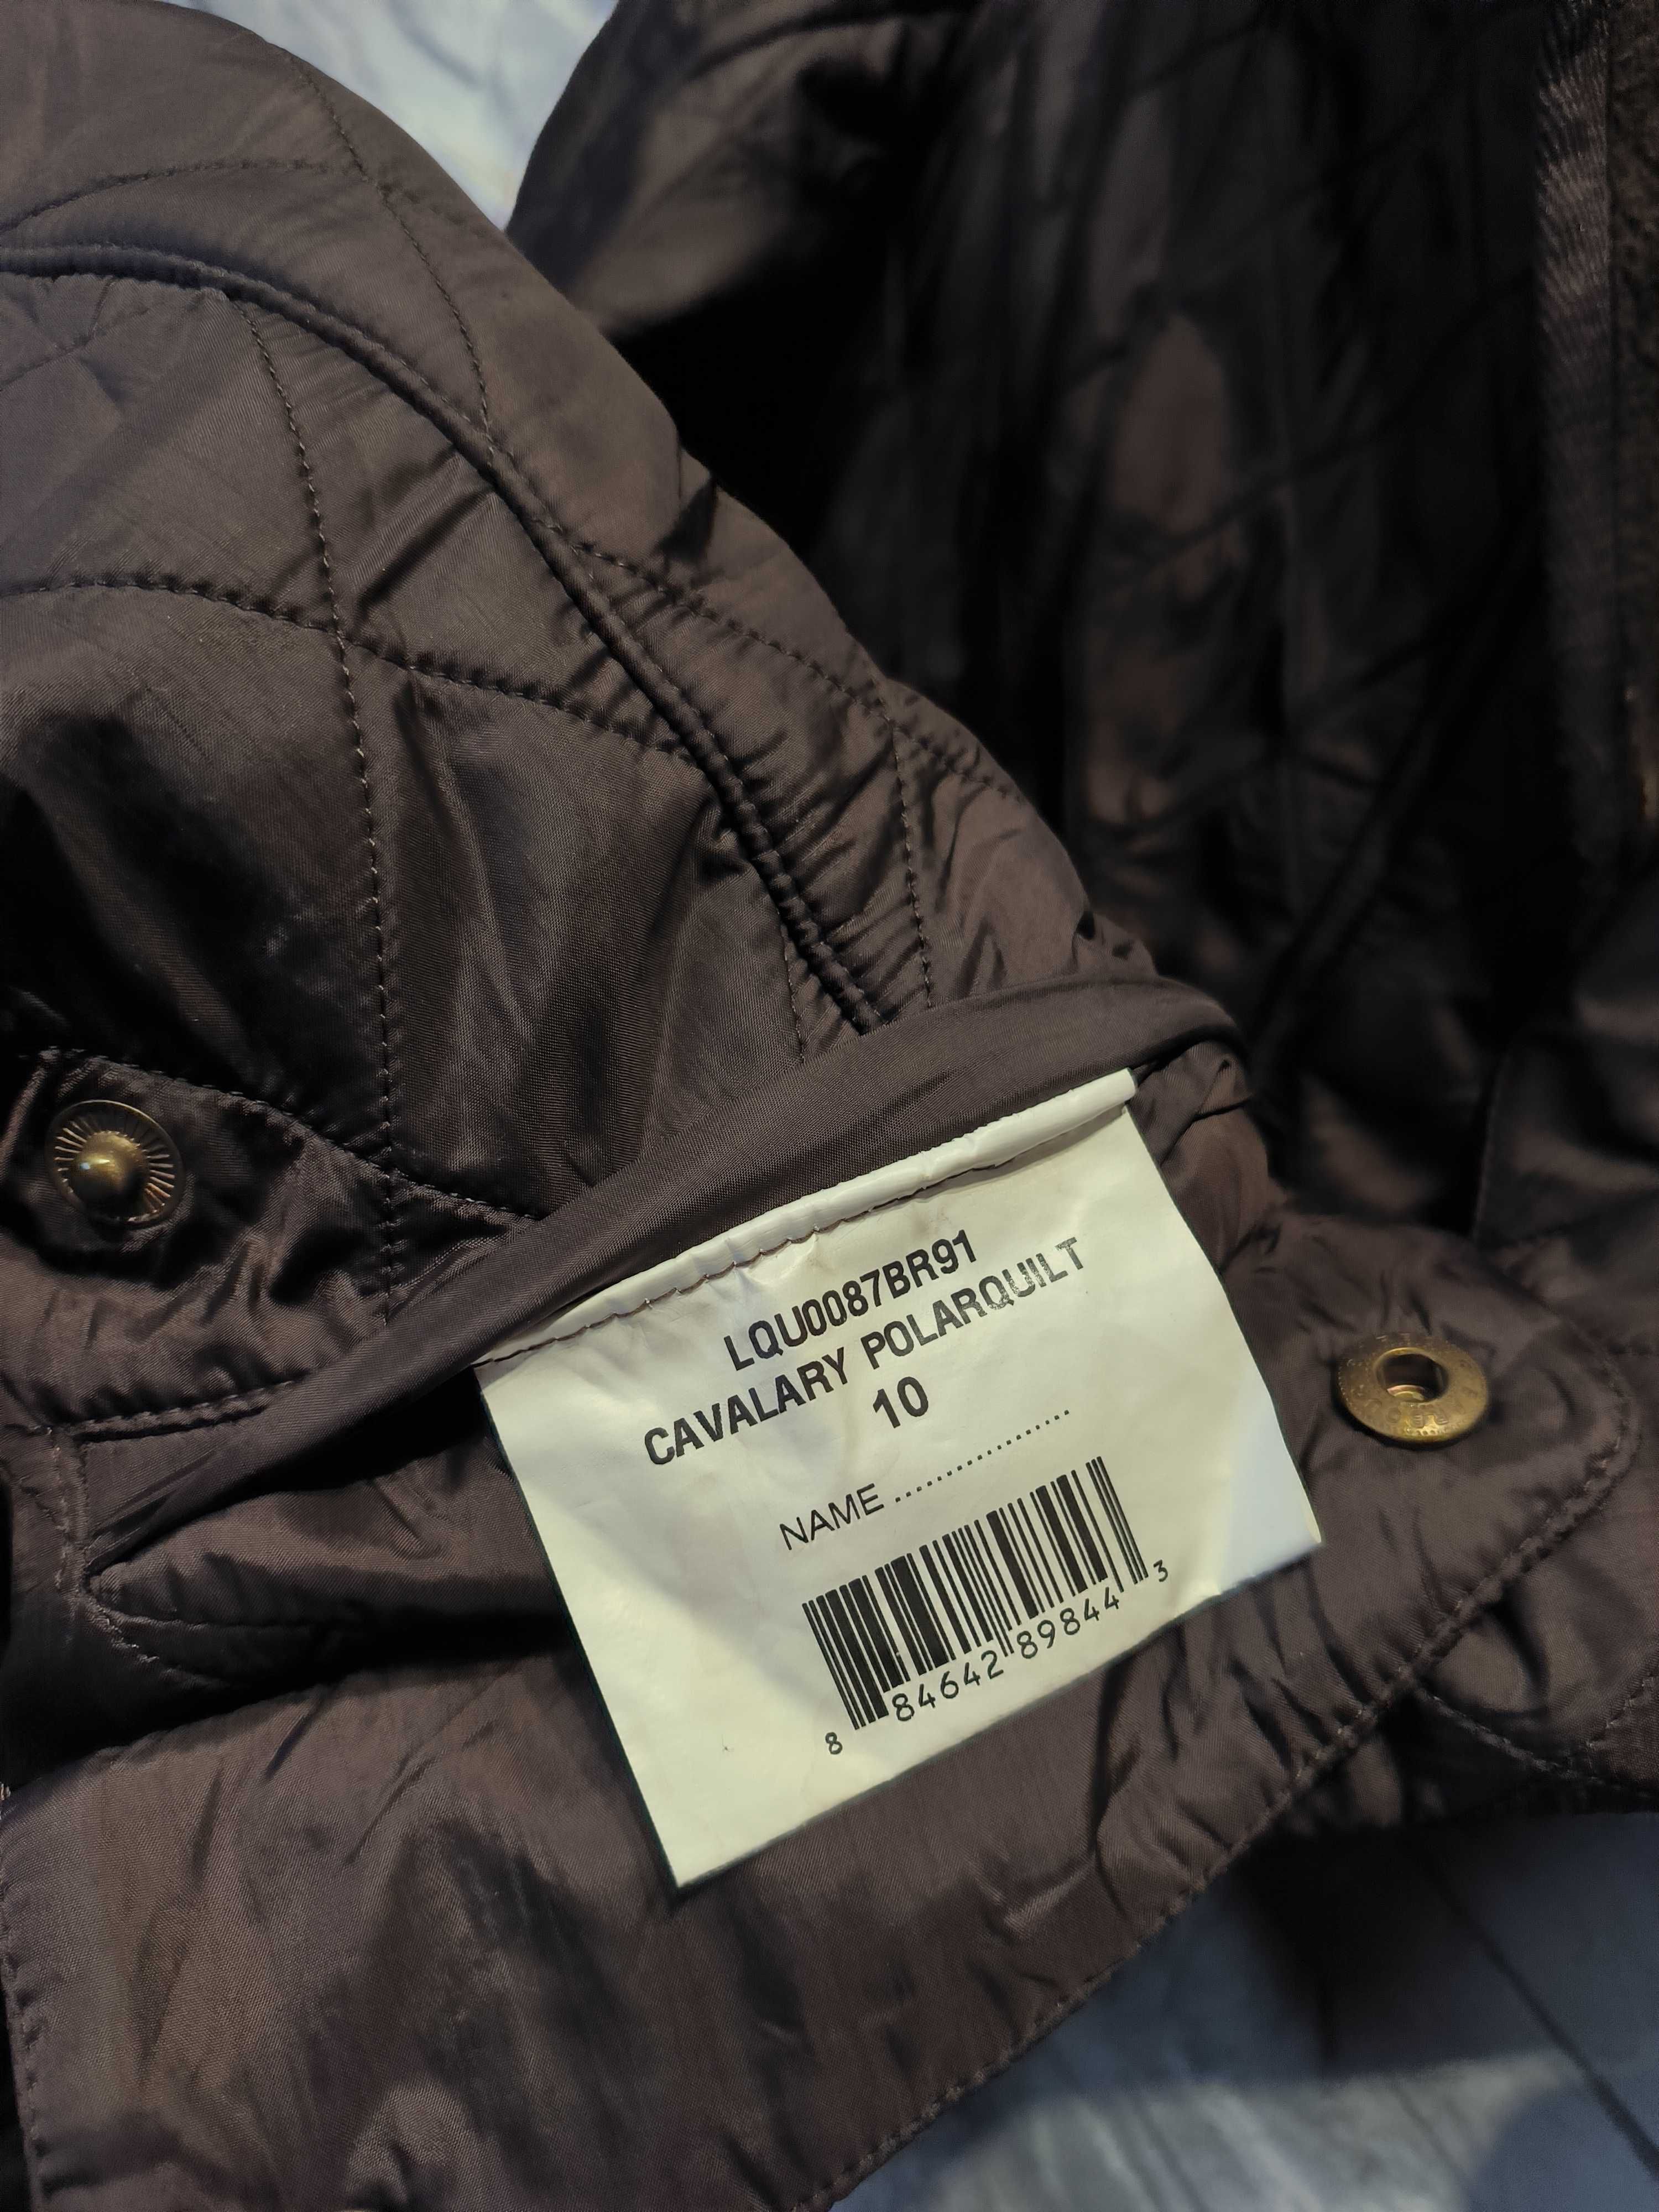 LQU0087BR91
CAVALARY POLARQUILT
10
NAME ....................
8 84642 89844 3